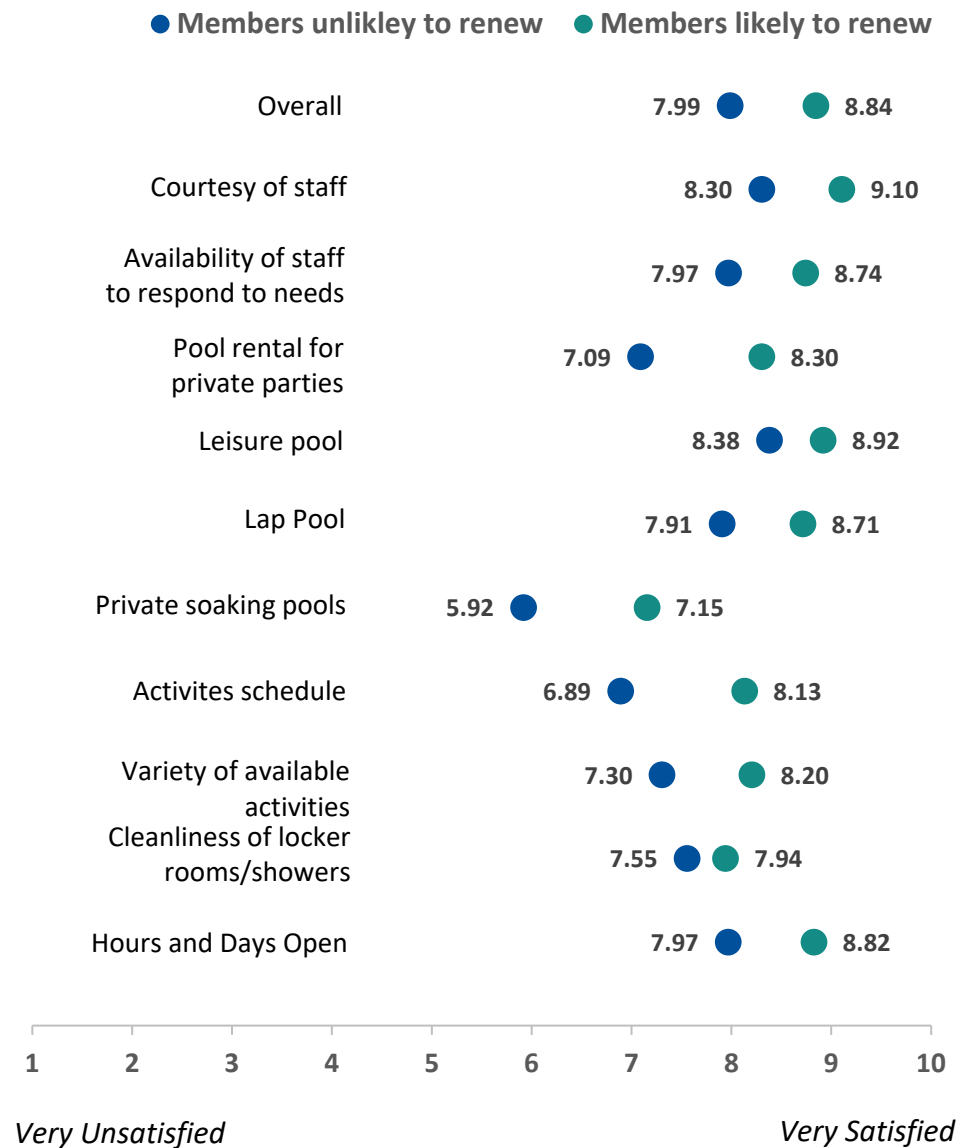 Members unlikley to renew Members likely to renew
Overall 7.99 8.84
Courtesy of staff 8.30 9.10
Availability of staff
to respond to needs 7.97 8.74
Pool rental for
private parties 7.09 8.30
Leisure pool 8.38 8.92
Lap Pool 7.91 8.71
Private soaking pools 5.92 7.15
Activites schedule 6.89 8.13
Variety of available
activities 7.30 8.20
Cleanliness of locker
rooms/showers 7.55 7.94
Hours and Days Open 7.97 8.82
1 2 3 4 5 6 7 8 9 10
Very Unsatisfied Very Satisfied